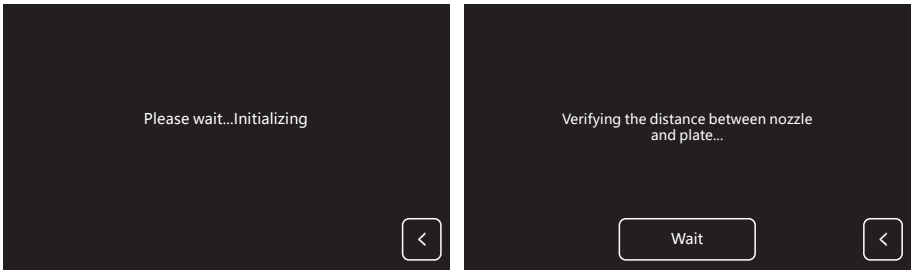 Please wait...Initializing
<
Verifying the distance between nozzle
and plate...
Wait
<